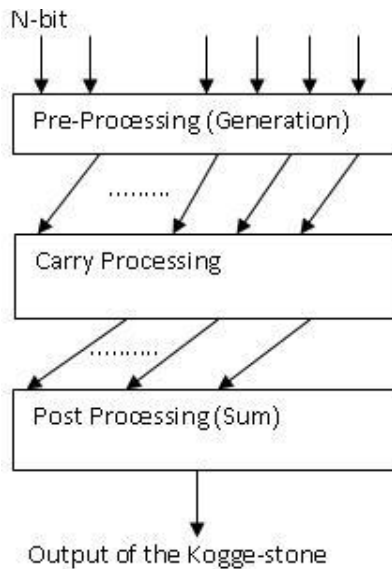 N-bit
Pre-Processing (Generation)
Carry Processing
Post Processing (Sum)
Output of the Kogge-stone